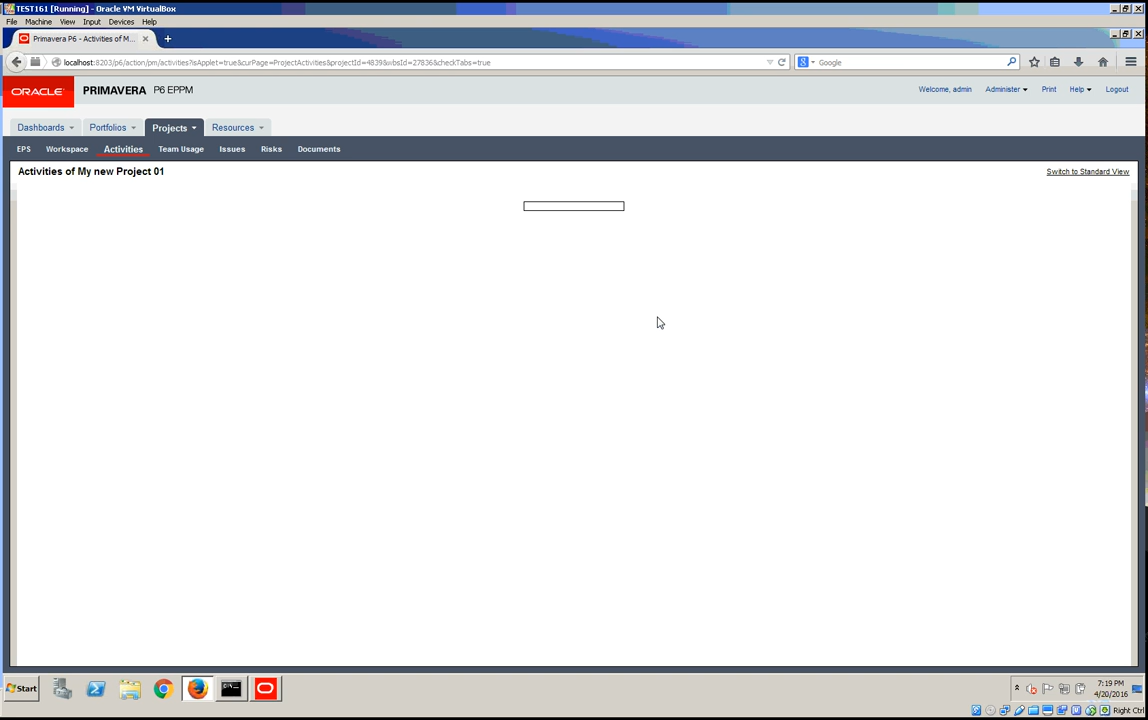 TEST161 [Running] - Oracle VM VirtualBox
File Machine View Input Devices Help
Primavera P6 - Activities of M...
localhost:8203/p6/action/pm/activities?isApplet=true&curPage=ProjectActivities&projectId=4839&wbsId=27836&checkTabs=true
Google
ORACLE PRIMAVERA P6 EPPM
Welcome, admin Administer Print Help Logout
Dashboards Portfolios Projects Resources
EPS Workspace Activities Team Usage Issues Risks Documents
Activities of My new Project 01 Switch to Standard View
Start
7:19 PM
4/20/2016
Right Ctrl